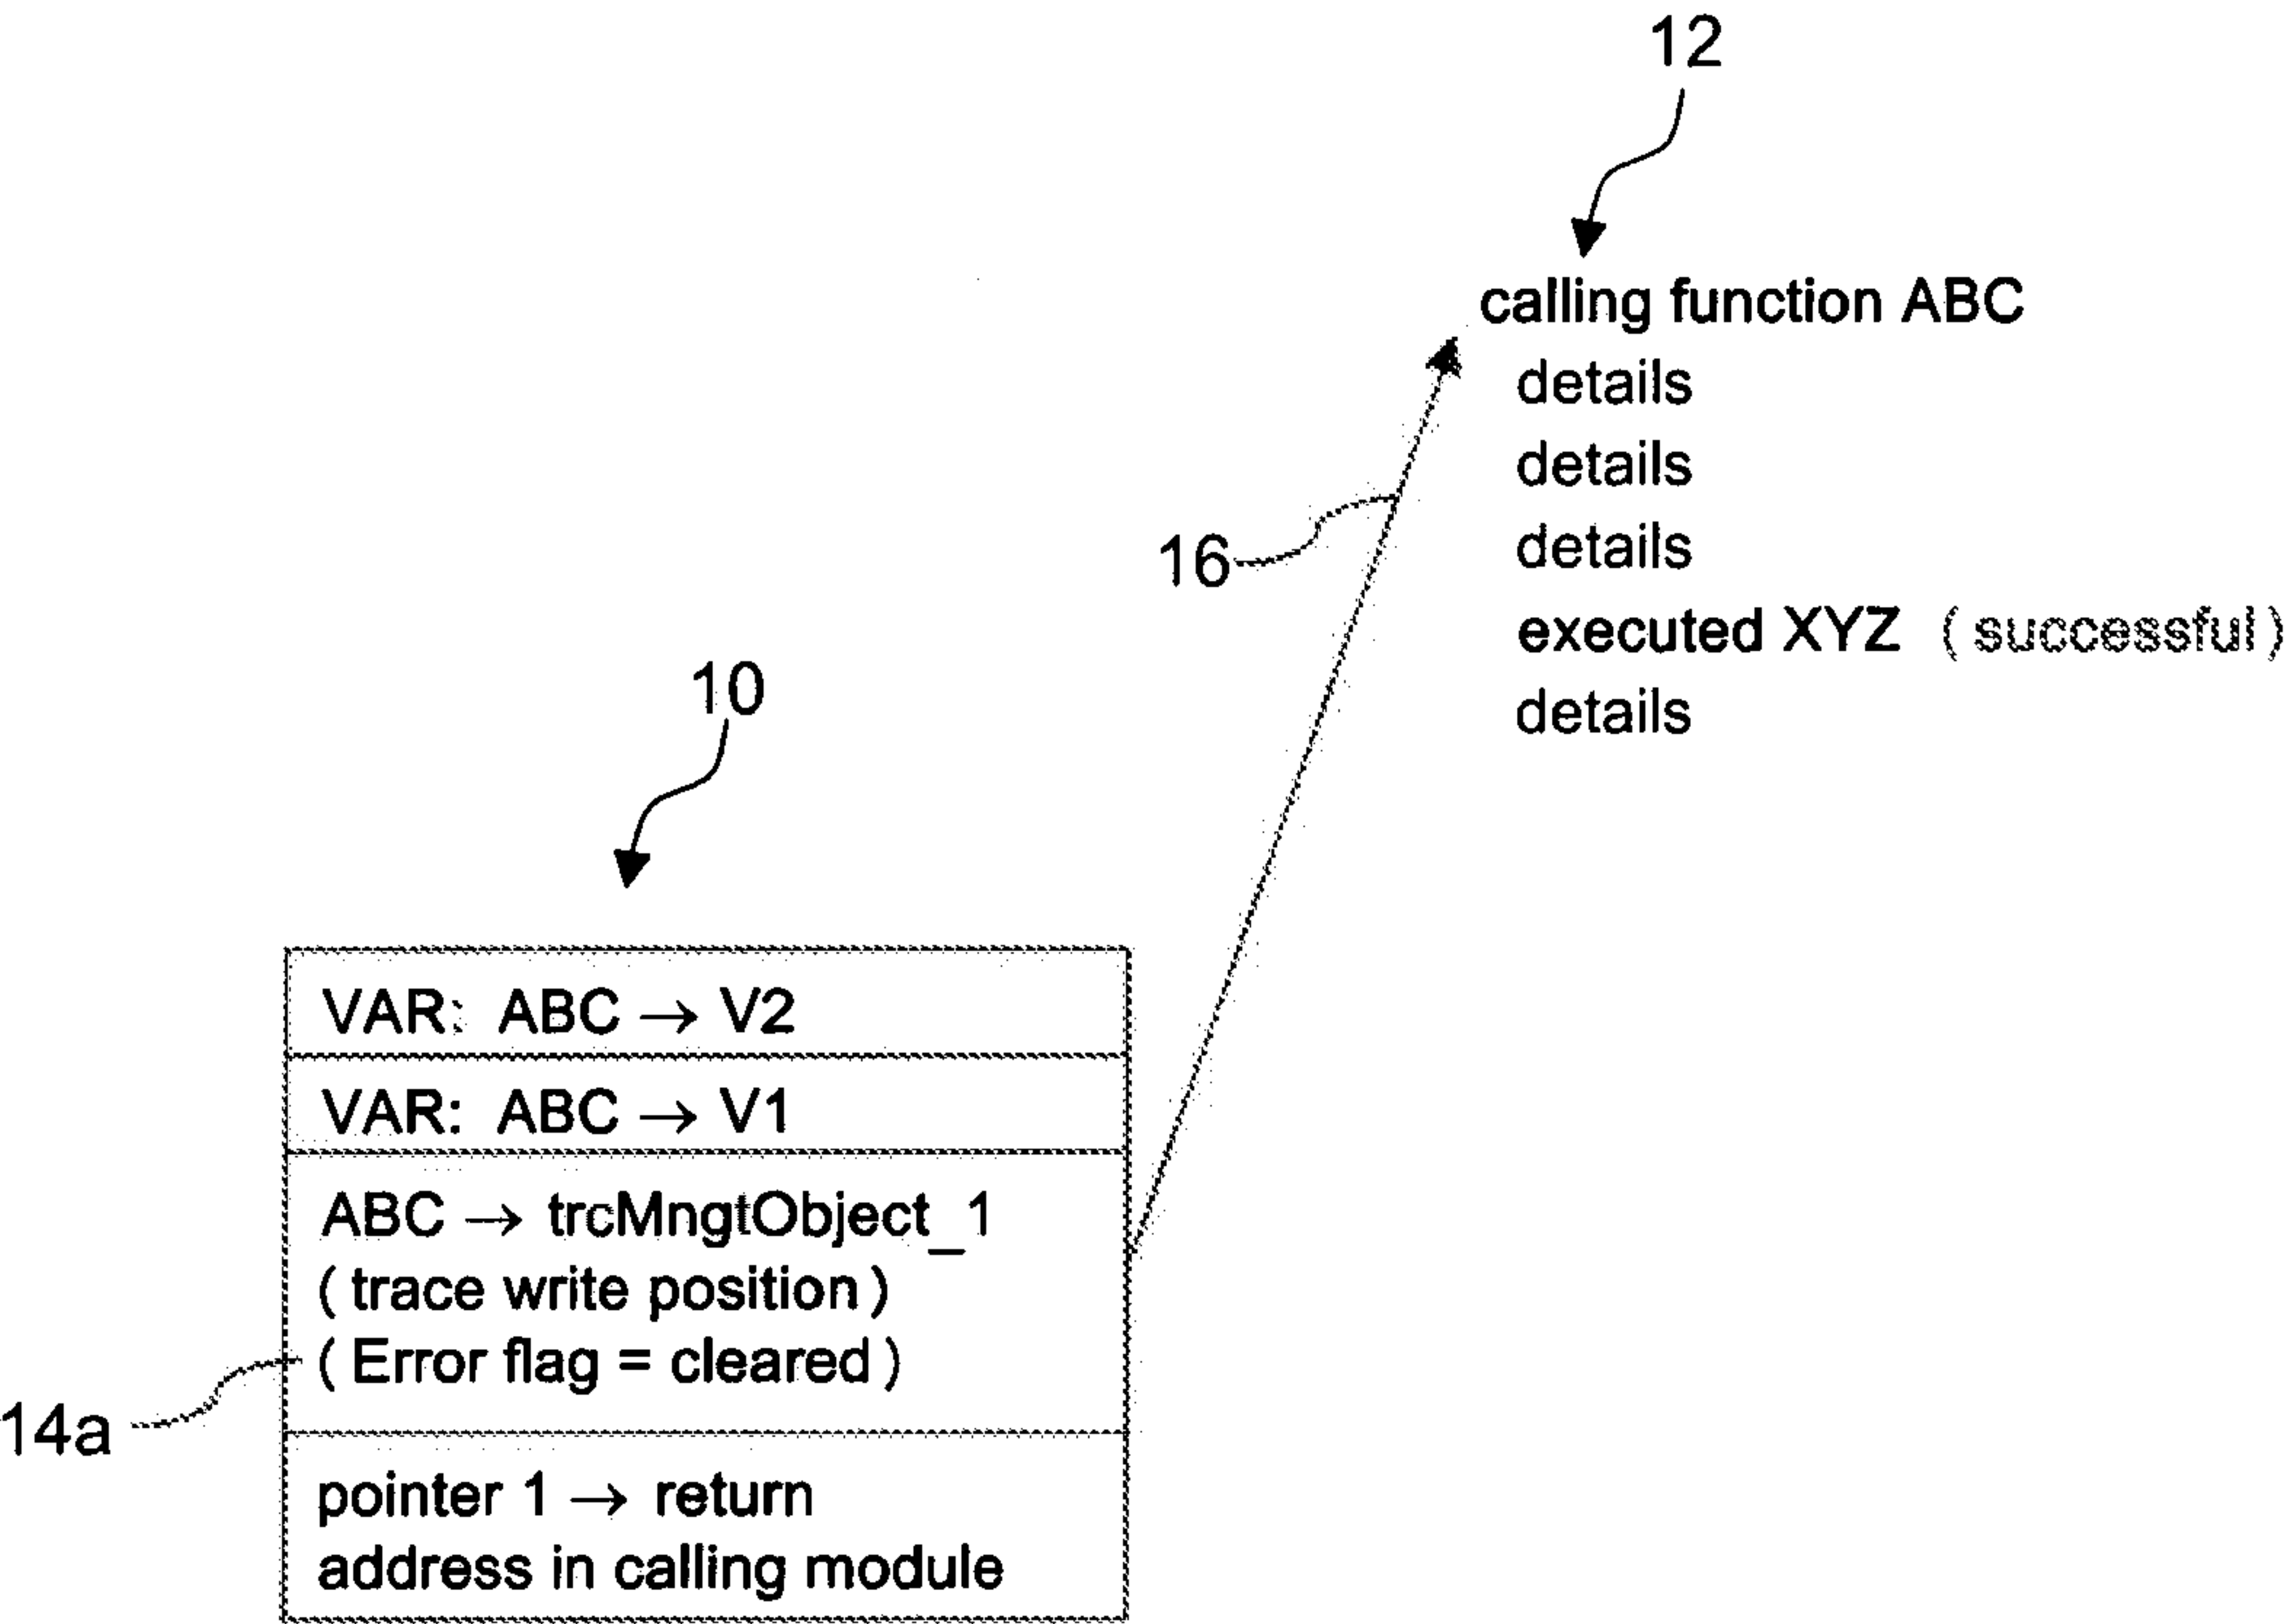 12
calling function ABC
details
details
details
16
executed XYZ (successful)
details
10
VAR: ABC → V2
VAR: ABC → V1
ABC → trcMngtObject_1
(trace write position)
(Error flag = cleared)
14a
pointer 1 → return
address in calling module